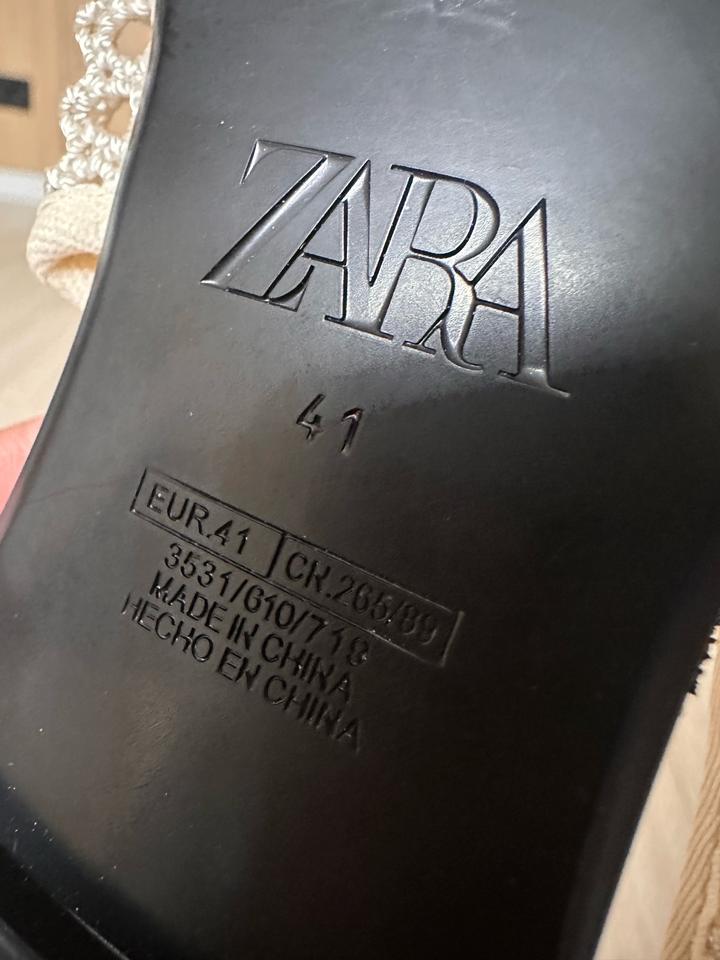 ZARA
41
EUR.41 CN.265/89
3531/610/718
MADE IN CHINA
HECHO EN CHINA